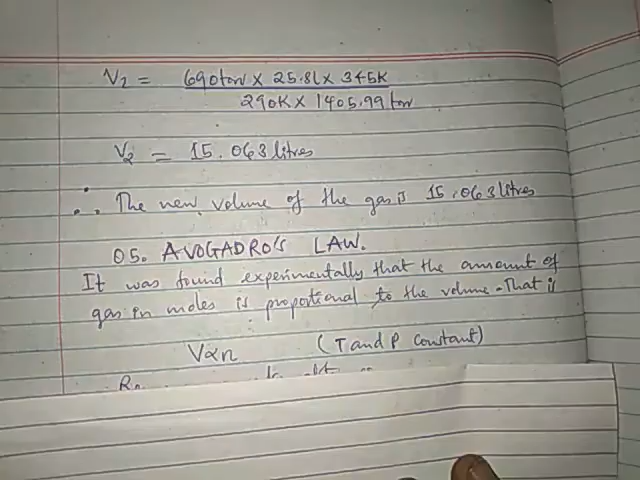 V2 = 690torr x 25.8l x 345K
290K x 1405.99 torr
V2 = 15.063 litres
∴ The new volume of the gas is 15.063 litres
05. AVOGADRO'S LAW.
It was found experimentally that the amount of
gas in moles is proportional to the volume. That is
V∝n (T and P constant)